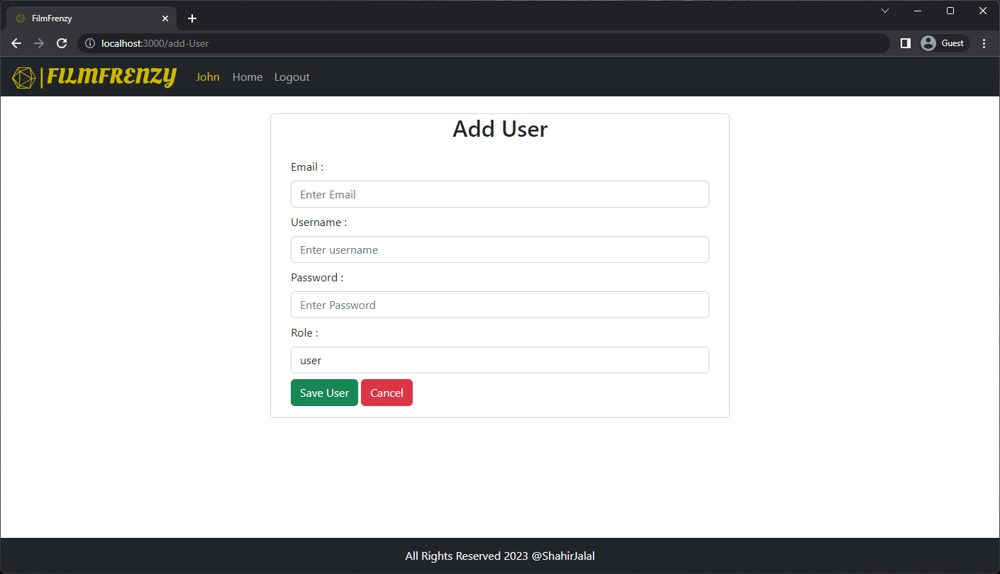 FilmFrenzy
localhost:3000/add-User
Guest
|FILMFRENZY John Home Logout
Add User
Email :
Enter Email
Username :
Enter username
Password :
Enter Password
Role :
user
Save User Cancel
All Rights Reserved 2023 @ShahirJalal